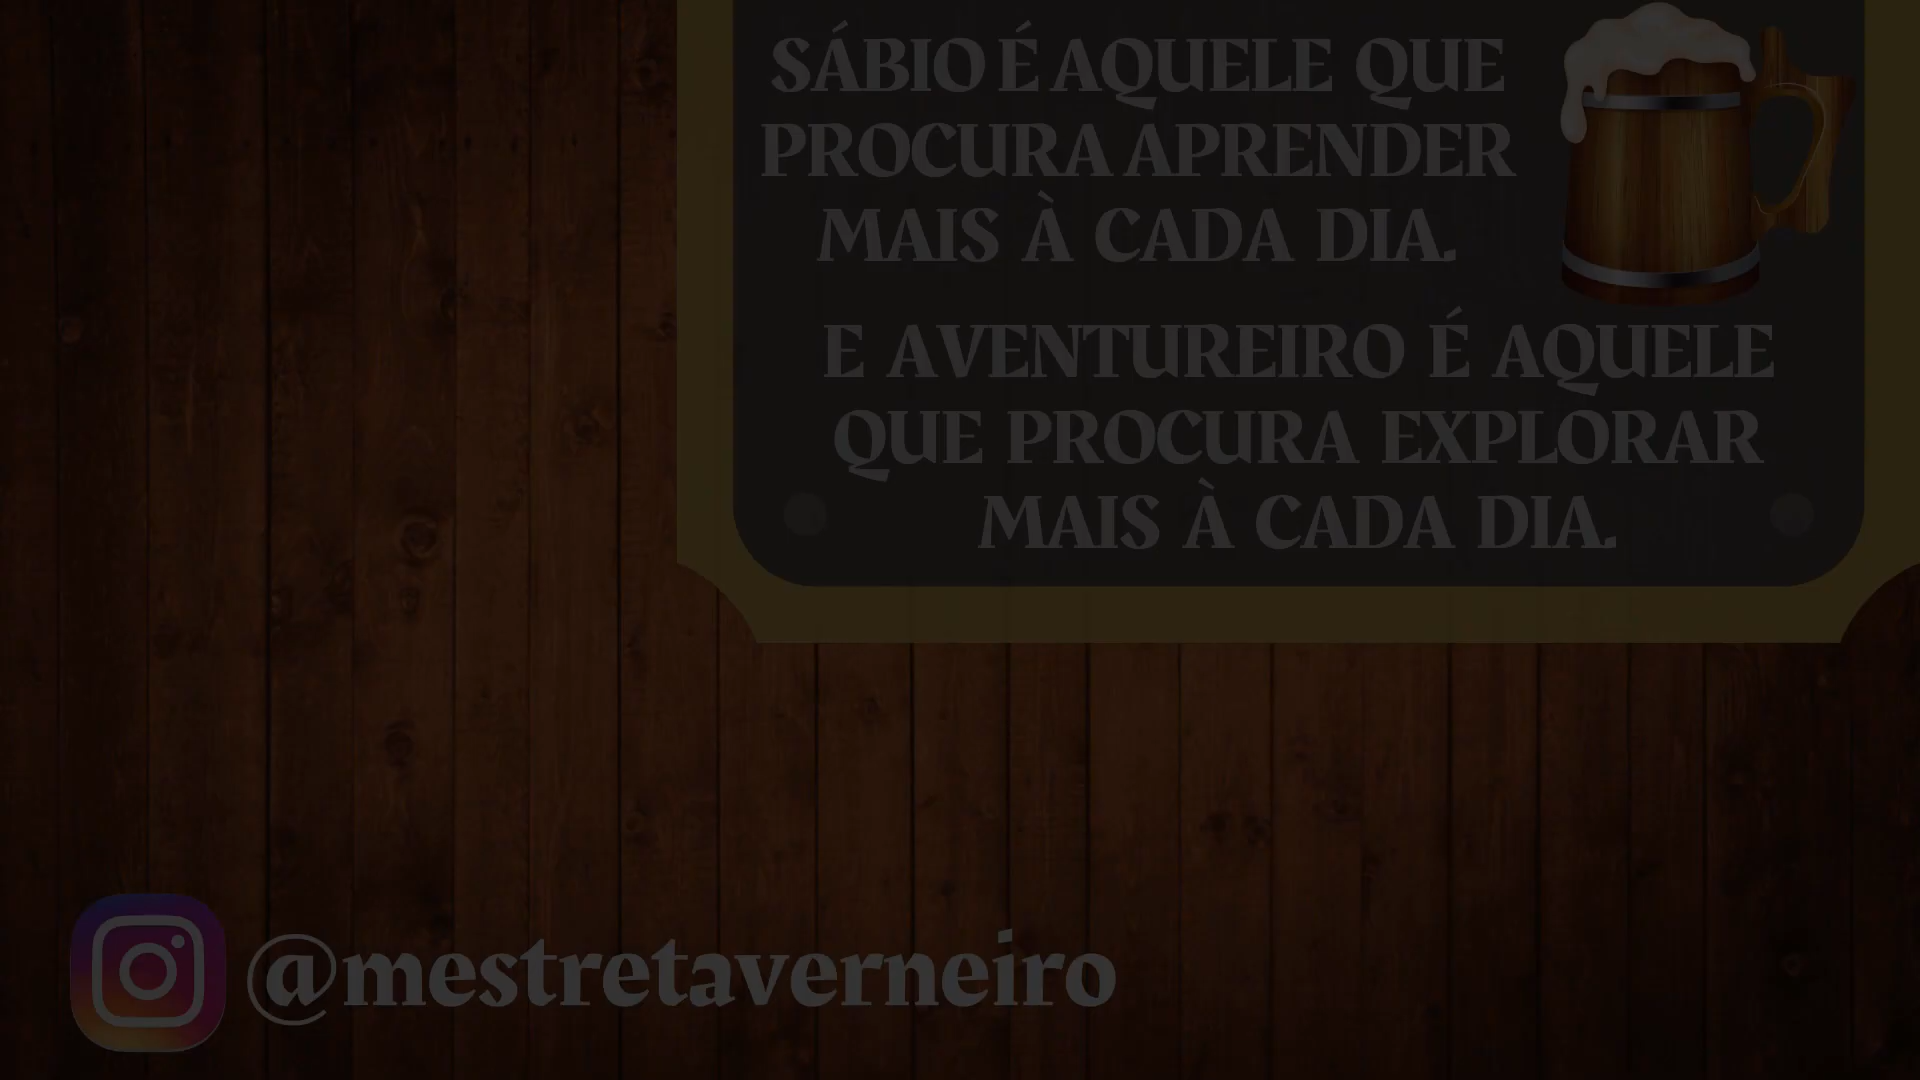 SÁBIO É AQUELE QUE
PROCURA APRENDER
MAIS À CADA DIA.
E AVENTUREIRO É AQUELE
QUE PROCURA EXPLORAR
MAIS À CADA DIA.
@mestretaverneiro